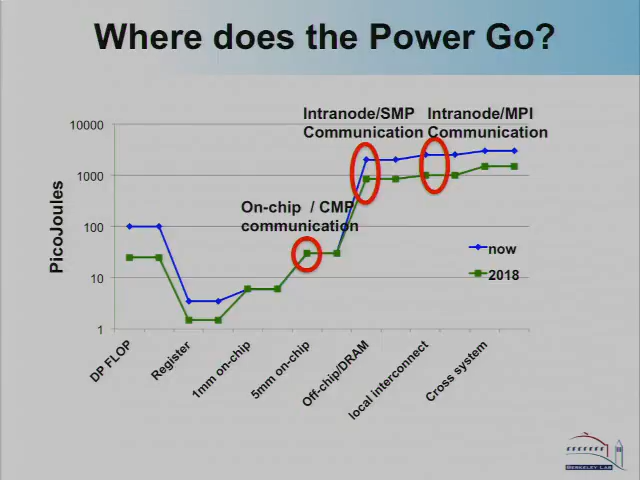 Where does the Power Go?
Intranode/SMP
Communication
Intranode/MPI
Communication
On-chip / CMP
communication
PicoJoules
10000
1000
100
10
1
now
2018
DP FLOP
Register
1mm on-chip
5mm on-chip
Off-chip/DRAM
local interconnect
Cross system
BERKELEY LAB